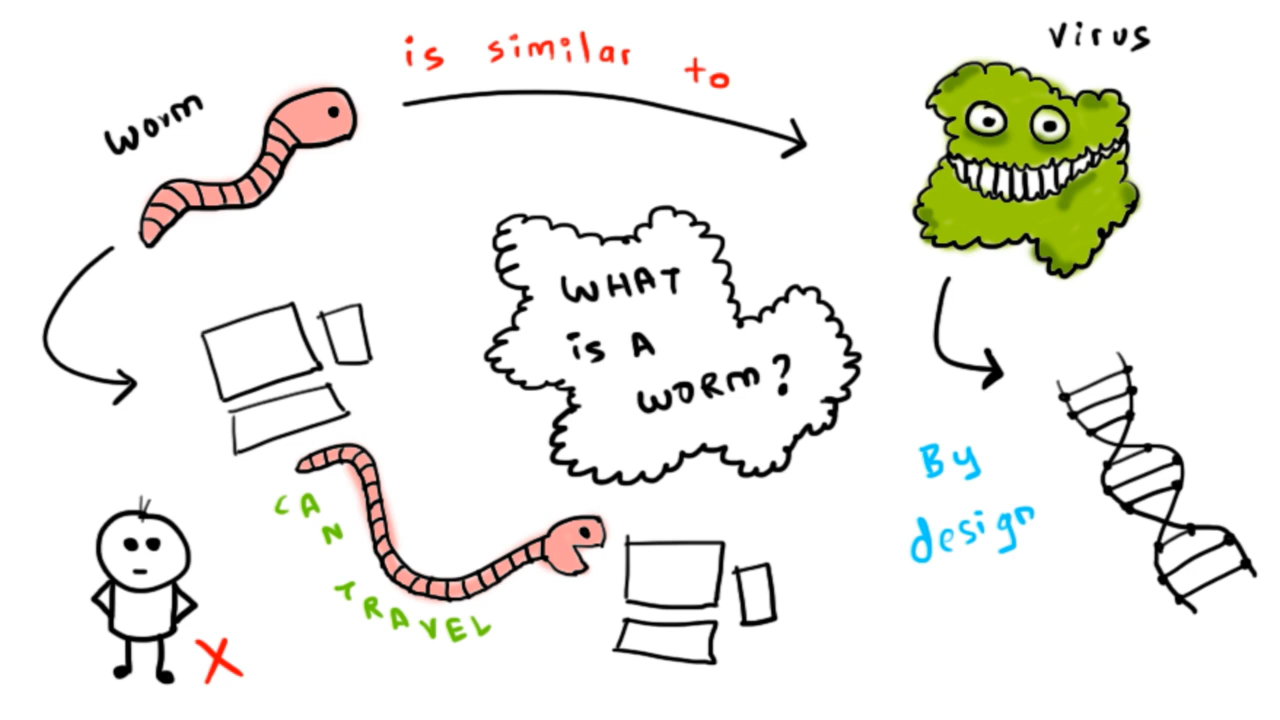 worm
is similar to
virus
WHAT
is A
WORM?
By
design
CAN
TRAVEL